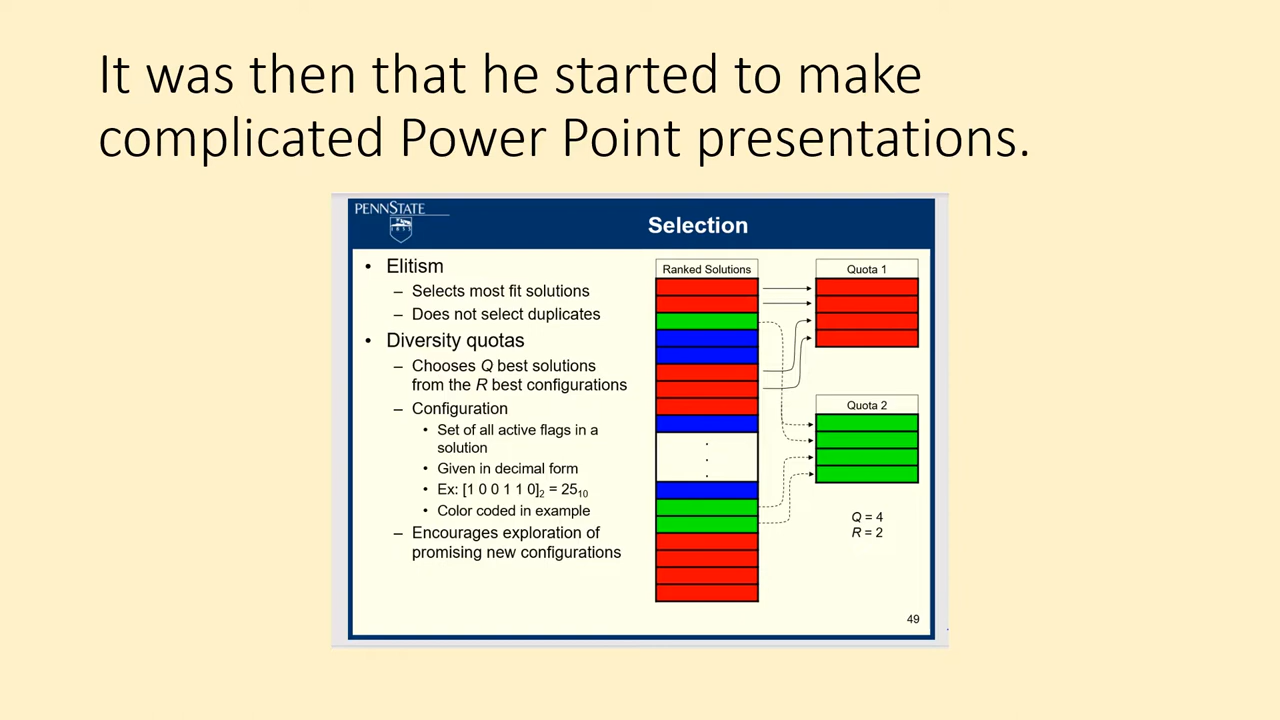 It was then that he started to make
complicated Power Point presentations.
PENNSTATE
1855
Selection
• Elitism
– Selects most fit solutions
– Does not select duplicates
• Diversity quotas
– Chooses Q best solutions
from the R best configurations
– Configuration
• Set of all active flags in a
solution
• Given in decimal form
• Ex: [1 0 0 1 1 0]₂ = 25₁₀
• Color coded in example
– Encourages exploration of
promising new configurations
Ranked Solutions
.
.
.
Quota 1
Quota 2
Q = 4
R = 2
49